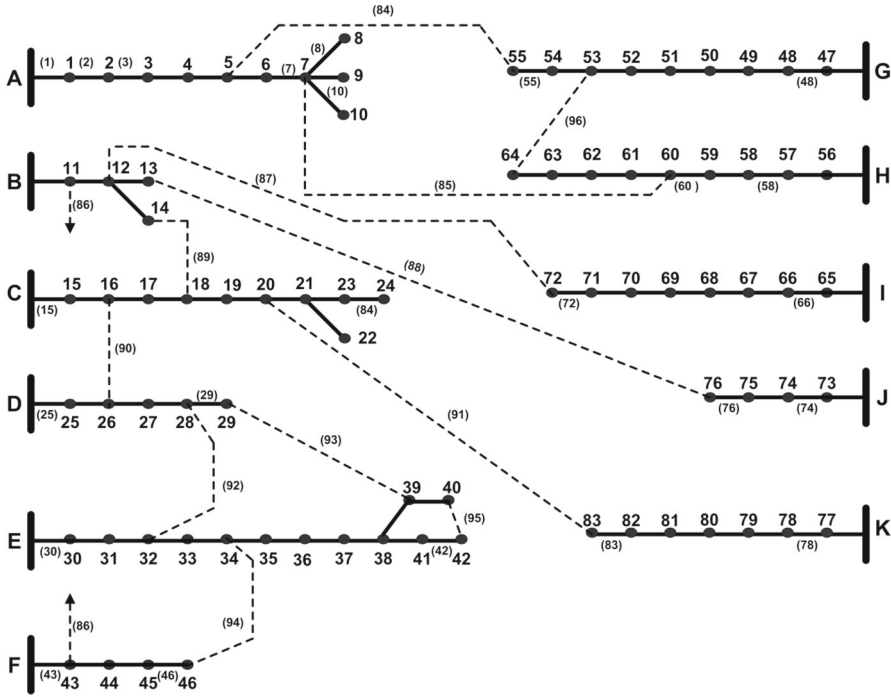 (84)
8
(1) 1 (2) 2 (3) 3 4 5 6 (7) 7 (8)
55 54 53 52 51 50 49 48 47
A 9 G
(55) (48)
(10)
10
(96)
64 63 62 61 60 59 58 57 56
11 12 13 (87)
B H
(86) (85) (60 ) (58)
14
(89) (88)
15 16 17 18 19 20 21 23 24 72 71 70 69 68 67 66 65
C I
(15) (84) (72) (66)
22
(90)
76 75 74 73
(29)
D J
(25) 25 26 27 28 29 (76) (74)
(91)
(93)
(92)
39 40
(95)
83 82 81 80 79 78 77
E K
(30) 30 31 32 33 34 35 36 37 38 41 (42) 42 (83) (78)
(86) (94)
F
(43) 43 44 45 (46) 46